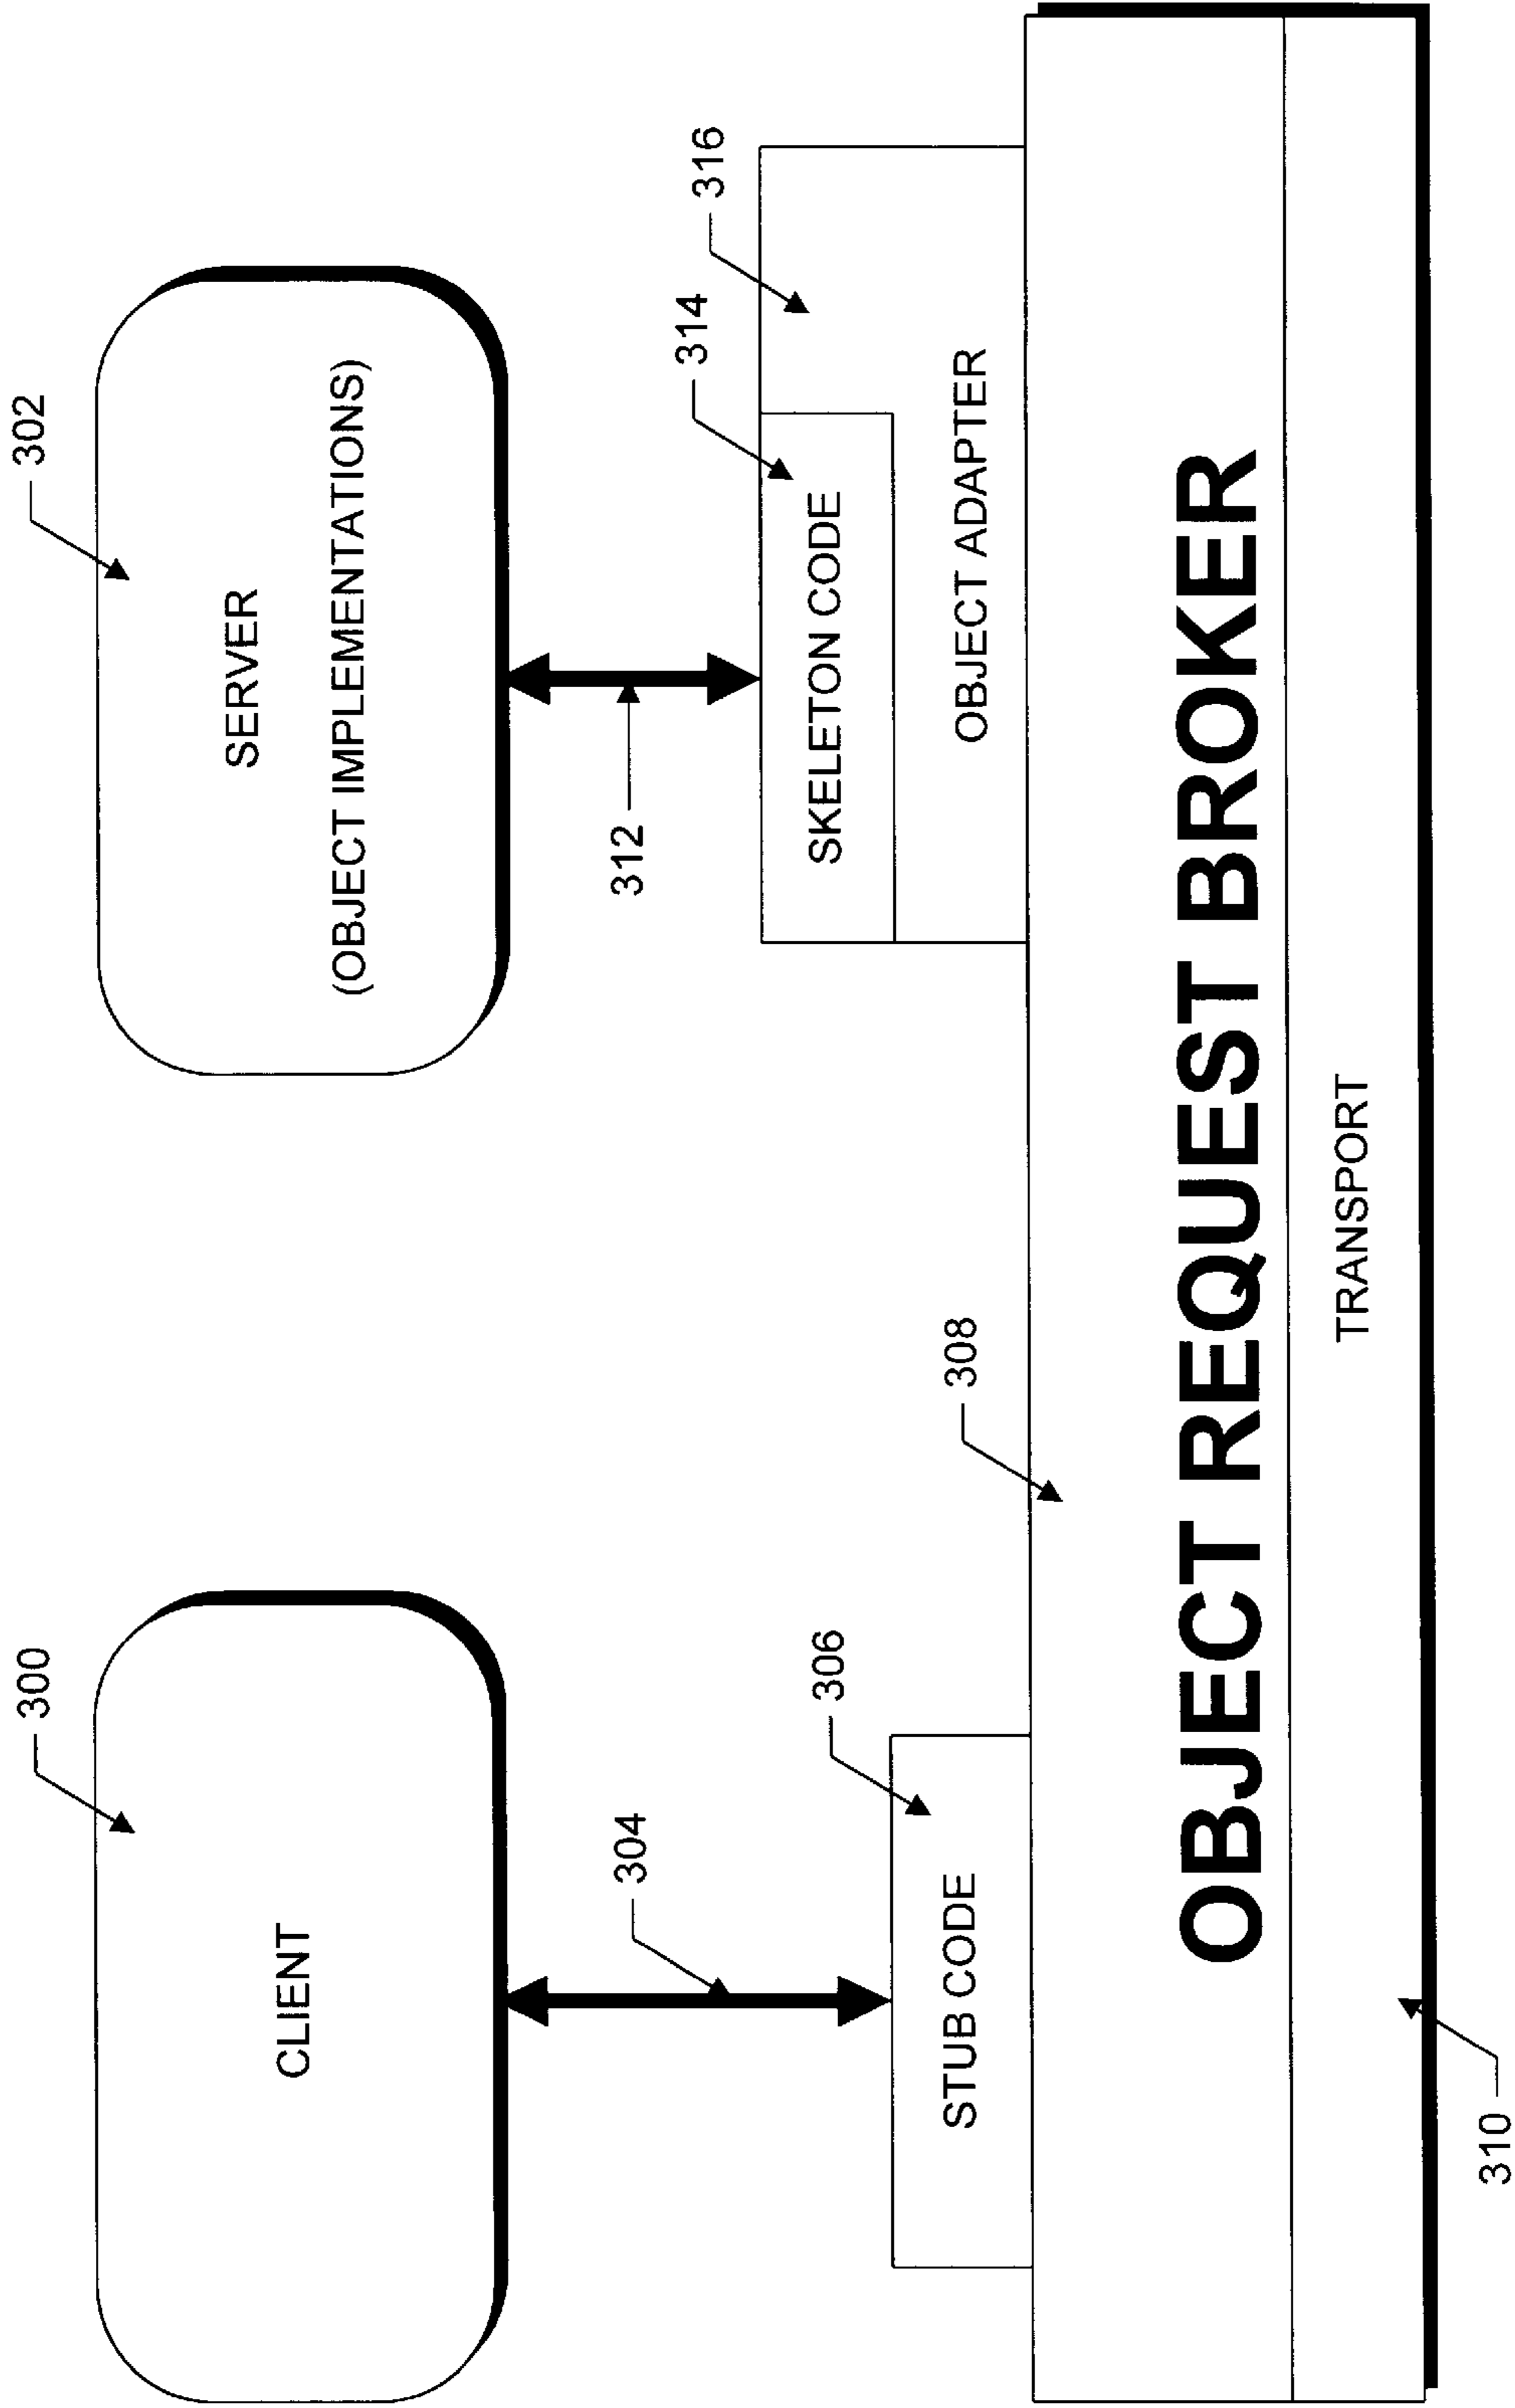 300
302
CLIENT
SERVER
(OBJECT IMPLEMENTATIONS)
304
312
306
314
316
STUB CODE
SKELETON CODE
308
OBJECT ADAPTER
OBJECT REQUEST BROKER
TRANSPORT
310